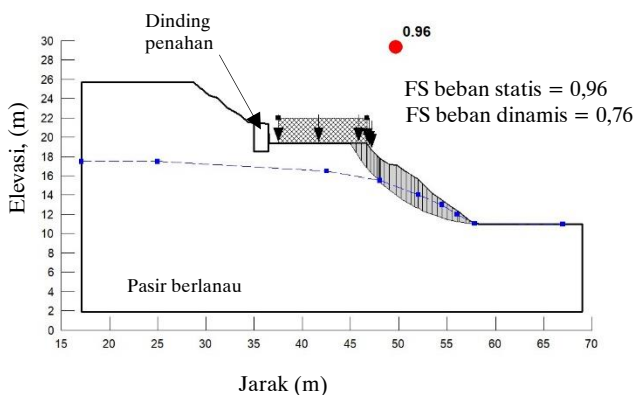 Dinding
penahan
0.96
FS beban statis = 0,96
FS beban dinamis = 0,76
Elevasi, (m)
30
28
26
24
22
20
18
16
14
12
10
8
6
4
2
0
Pasir berlanau
15 20 25 30 35 40 45 50 55 60 65 70
Jarak (m)